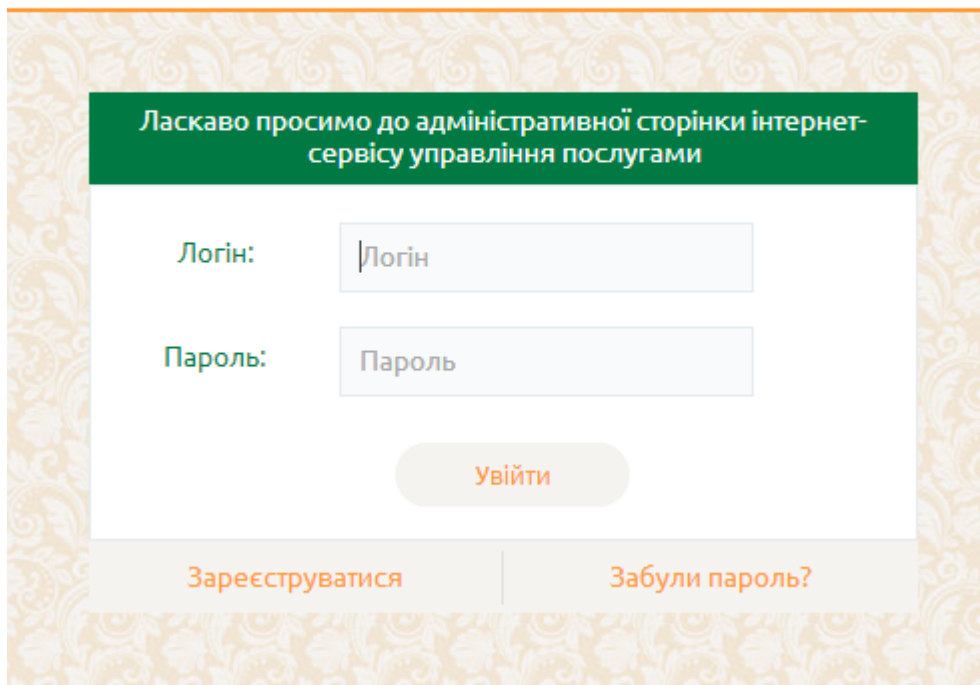 Ласкаво просимо до адміністративної сторінки інтернет-
сервісу управління послугами
Логін:
Логін
Пароль:
Пароль
Увійти
Зареєструватися
Забули пароль?